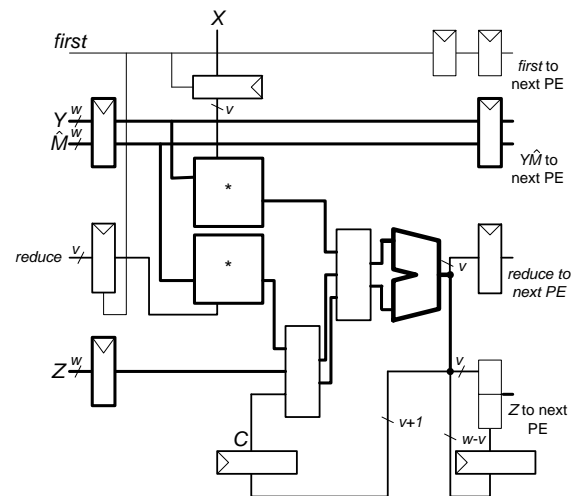 X
first
first to
next PE
v
Y w
M̂ w
YM̂ to
next PE
*
*
reduce v
v
reduce to
next PE
Z w
v
Z to next
PE
C
v+1
w-v